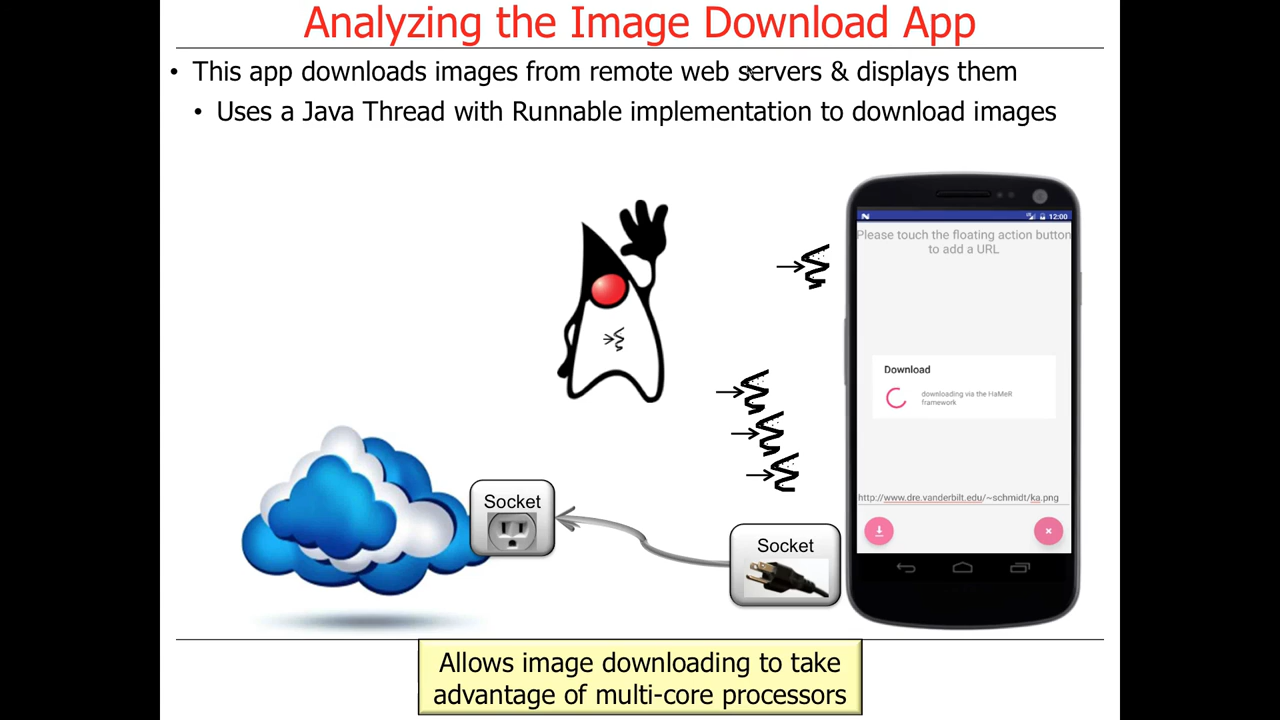 Analyzing the Image Download App
• This app downloads images from remote web servers & displays them
• Uses a Java Thread with Runnable implementation to download images
12:00
Please touch the floating action button
to add a URL
Download
downloading via the HaMeR
framework
http://www.dre.vanderbilt.edu/~schmidt/ka.png
Socket
Socket
Allows image downloading to take
advantage of multi-core processors